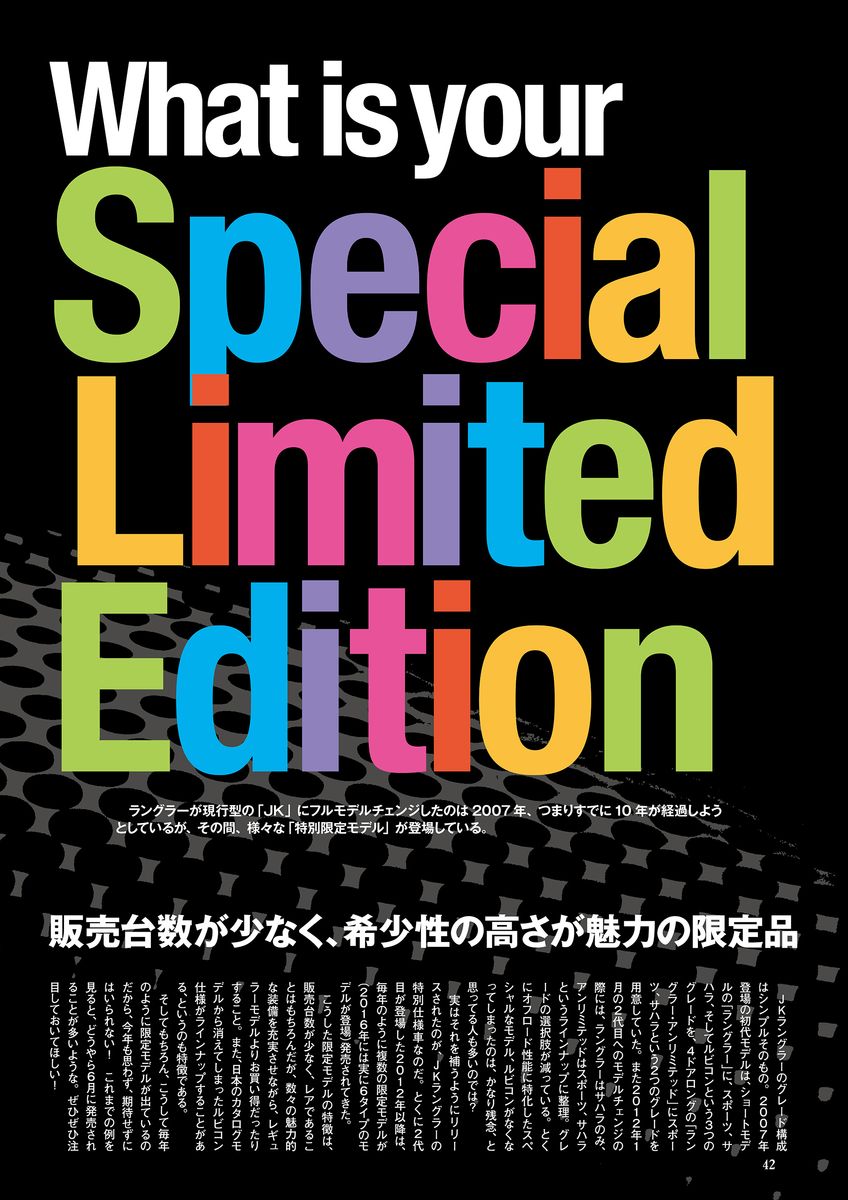 What is your
Special
Limited
Edition
ラングラーが現行型の「JK」にフルモデルチェンジしたのは2007年、つまりすでに10年が経過しよう
としているが、その間、様々な「特別限定モデル」が登場している。
販売台数が少なく、希少性の高さが魅力の限定品
JKラングラーのグレード構成
はシンプルそのもの。2007年
登場の初代モデルは、ショートモデ
ルの「ラングラー」に、スポーツ、サ
ハラ、そしてルビコンという3つの
グレードを、4ドアロングの「ラン
グラー・アンリミテッド」にスポー
ツ、サハラという2つのグレードを
用意していた。また2012年1
月の2代目へのモデルチェンジの
際には、ラングラーはサハラのみ、
アンリミテッドはスポーツ、サハラ
というラインナップに整理。グレ
ードの選択肢が減っている。とく
にオフロード性能に特化したスペ
シャルなモデル、ルビコンがなくな
ってしまったのは、かなり残念、と
思ってる人も多いのでは?
実はそれを補うようにリリー
スされたのが、JKラングラーの
特別仕様車なのだ。とくに2代
目が登場した2012年以降は、
毎年のように複数の限定モデルが
(2016年には実に6タイプのモ
デルが登場)発売されてきた。
こうした限定モデルの特徴は、
販売台数が少なく、レアであるこ
とはもちろんだが、数々の魅力的
な装備を充実させながら、レギュ
ラーモデルよりお買い得だったり
すること。また、日本のカタログモ
デルから消えてしまったルビコン
仕様がラインナップすることがあ
る、というのも特徴である。
そしてもちろん、こうして毎年
のように限定モデルが出ているの
だから、今年も思わず、期待せずに
はいられない! これまでの例を
見ると、どうやら6月に発売され
ることが多いような。ぜひぜひ注
目しておいてほしい!
42